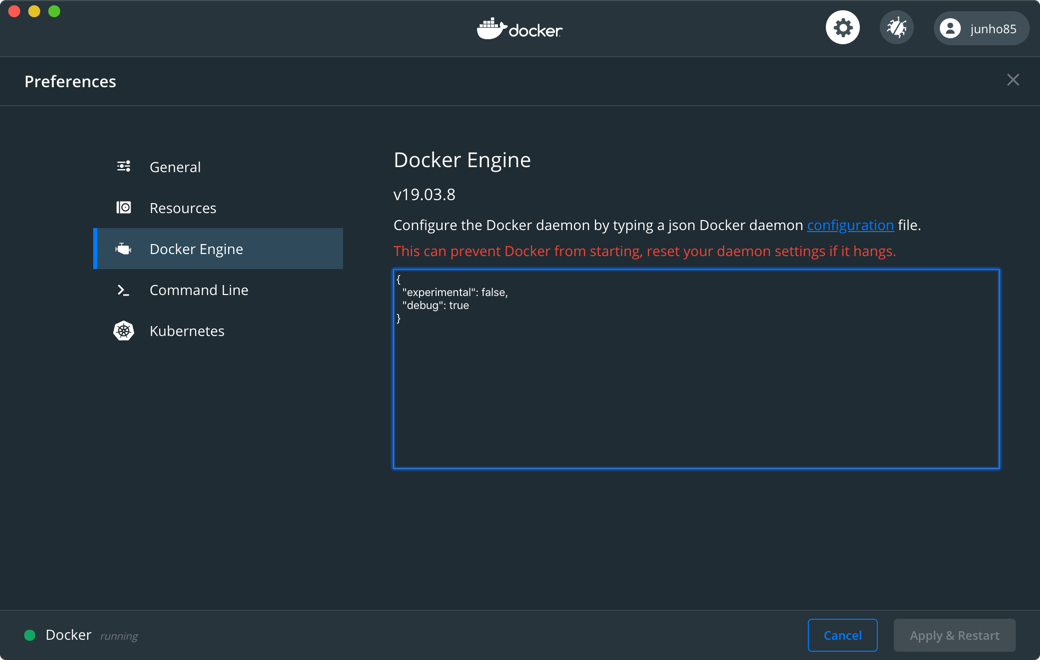 docker
junho85
Preferences
General
Resources
Docker Engine
Command Line
Kubernetes
Docker Engine
v19.03.8
Configure the Docker daemon by typing a json Docker daemon configuration file.
This can prevent Docker from starting, reset your daemon settings if it hangs.
{
"experimental": false,
"debug": true
}
Docker running
Cancel
Apply & Restart